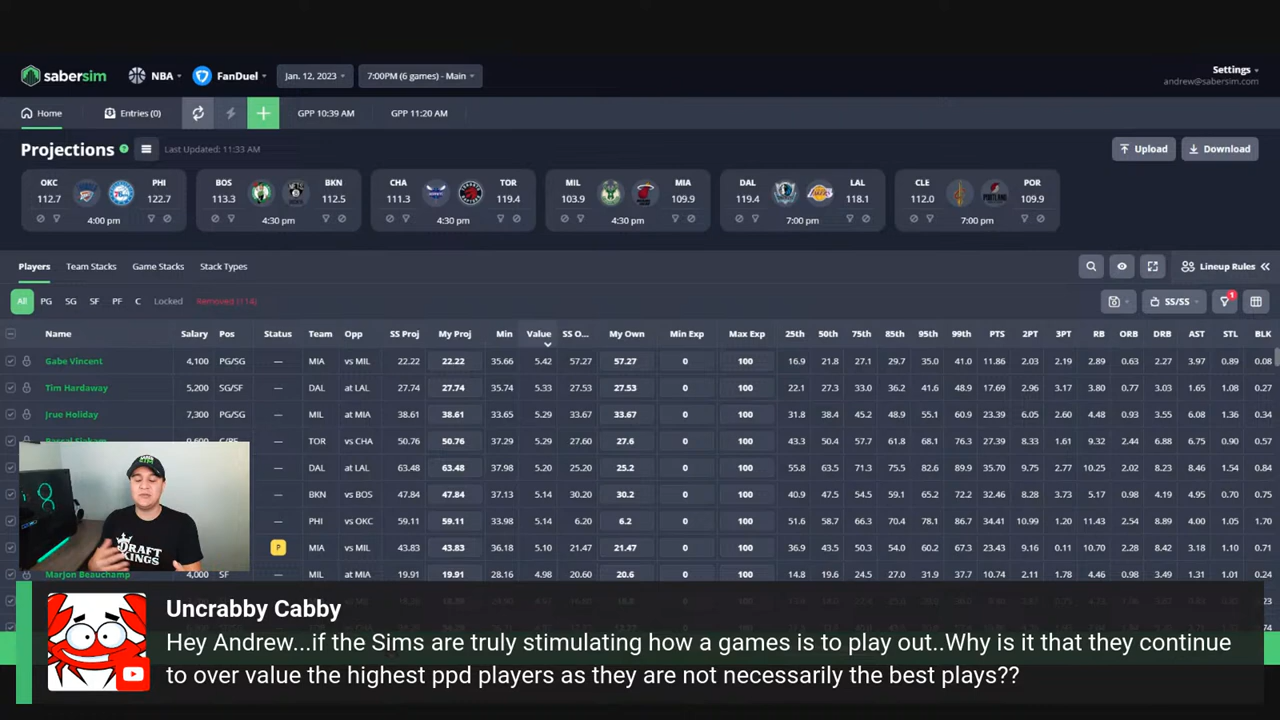 sabersim NBA FanDuel Jan. 12, 2023 7:00PM (6 games) - Main Settings
andrew@sabersim.com
Home Entries (0) + GPP 10:39 AM GPP 11:20 AM
Projections Last Updated: 11:33 AM Upload Download
OKC PHI BOS BKN CHA TOR MIL MIA DAL LAL CLE POR
112.7 122.7 113.3 112.5 111.3 119.4 103.9 109.9 119.4 118.1 112.0 109.9
4:00 pm 4:30 pm 4:30 pm 4:30 pm 7:00 pm 7:00 pm
Players Team Stacks Game Stacks Stack Types Lineup Rules
All PG SG SF PF C Locked Removed (114) SS/SS 1
Name Salary Pos Status Team Opp SS Proj My Proj Min Value SS O... My Own Min Exp Max Exp 25th 50th 75th 85th 95th 99th PTS 2PT 3PT RB ORB DRB AST STL BLK
Gabe Vincent 4,100 PG/SG — MIA vs MIL 22.22 22.22 35.66 5.42 57.27 57.27 0 100 16.9 21.8 27.1 29.7 35.0 41.0 11.86 2.03 2.19 2.89 0.63 2.27 3.97 0.89 0.08
Tim Hardaway 5,200 SG/SF — DAL at LAL 27.74 27.74 35.74 5.33 27.53 27.53 0 100 22.1 27.3 33.0 36.2 41.6 48.9 17.69 2.96 3.17 3.80 0.77 3.03 1.65 1.08 0.27
Jrue Holiday 7,300 PG/SG — MIL at MIA 38.61 38.61 33.65 5.29 33.67 33.67 0 100 31.8 38.4 45.2 48.9 55.1 60.9 23.39 6.05 2.60 4.48 0.93 3.55 6.08 1.36 0.34
— TOR vs CHA 50.76 50.76 37.29 5.29 27.60 27.6 0 100 43.3 50.4 57.7 61.8 68.1 76.3 27.39 8.33 1.61 9.32 2.44 6.88 6.75 0.90 0.57
— DAL at LAL 63.48 63.48 37.98 5.20 25.20 25.2 0 100 55.8 63.5 71.3 75.5 82.6 89.9 35.70 9.75 2.77 10.25 2.02 8.23 8.46 1.54 0.84
— BKN vs BOS 47.84 47.84 37.13 5.14 30.20 30.2 0 100 40.9 47.5 54.5 59.1 65.2 72.2 32.46 8.28 3.73 5.17 0.98 4.19 4.95 0.70 0.75
— PHI vs OKC 59.11 59.11 33.98 5.14 6.20 6.2 0 100 51.6 58.7 66.3 70.4 78.1 86.7 34.41 10.99 1.20 11.43 2.54 8.89 4.00 1.05 1.70
P MIA vs MIL 43.83 43.83 36.18 5.10 21.47 21.47 0 100 36.9 43.5 50.3 54.0 60.2 67.3 23.43 9.16 0.11 10.70 2.28 8.42 3.18 1.10 0.71
Marjon Beauchamp 4,000 SF — MIL at MIA 19.91 19.91 28.16 4.98 20.60 20.6 0 100 14.8 19.6 24.5 27.0 31.9 37.7 10.74 2.04 1.78 4.46 0.98 3.49 1.31 1.01 0.24
DRAFT
KINGS
Uncrabby Cabby
Hey Andrew...if the Sims are truly stimulating how a games is to play out..Why is it that they continue
to over value the highest ppd players as they are not necessarily the best plays??